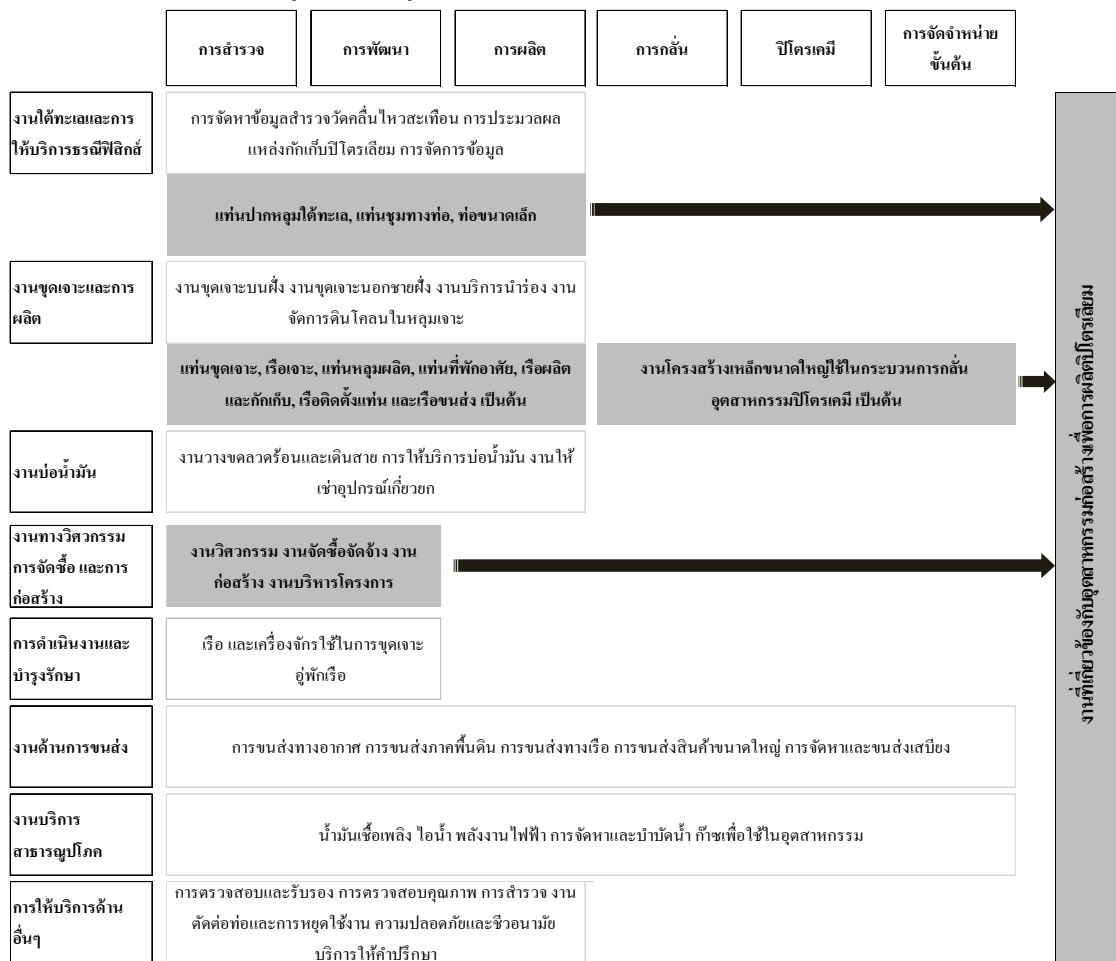 การสำรวจ
การพัฒนา
การผลิต
การกลั่น
ปิโตรเคมี
การจัดจำหน่าย
ขั้นต้น
งานใต้ทะเลและการ
ให้บริการธรณีฟิสิกส์
การจัดหาข้อมูลสำรวจวัดคลื่นไหวสะเทือน การประมวลผล
แหล่งกักเก็บปิโตรเลียม การจัดการข้อมูล
แท่นปากหลุมใต้ทะเล, แท่นชุมทางท่อ, ท่อขนาดเล็ก
งานขุดเจาะและการ
ผลิต
งานขุดเจาะบนฝั่ง งานขุดเจาะนอกชายฝั่ง งานบริการนำร่อง งาน
จัดการดินโคลนในหลุมเจาะ
แท่นขุดเจาะ, เรือเจาะ, แท่นหลุมผลิต, แท่นที่พักอาศัย, เรือผลิต
และกักเก็บ, เรือติดตั้งแท่น และเรือขนส่ง เป็นต้น
งานโครงสร้างเหล็กขนาดใหญ่ใช้ในกระบวนการกลั่น
อุตสาหกรรมปิโตรเคมี เป็นต้น
งานบ่อน้ำมัน
งานวางขดลวดร้อนและเดินสาย การให้บริการบ่อน้ำมัน งานให้
เช่าอุปกรณ์เกี่ยวยก
งานทางวิศวกรรม
การจัดซื้อ และการ
ก่อสร้าง
งานวิศวกรรม งานจัดซื้อจัดจ้าง งาน
ก่อสร้าง งานบริหารโครงการ
การดำเนินงานและ
บำรุงรักษา
เรือ และเครื่องจักรใช้ในการขุดเจาะ
อู่พักเรือ
งานด้านการขนส่ง
การขนส่งทางอากาศ การขนส่งภาคพื้นดิน การขนส่งทางเรือ การขนส่งสินค้าขนาดใหญ่ การจัดหาและขนส่งเสบียง
งานบริการ
สาธารณูปโภค
น้ำมันเชื้อเพลิง ไอน้ำ พลังงานไฟฟ้า การจัดหาและบำบัดน้ำ ก๊าซเพื่อใช้ในอุตสาหกรรม
การให้บริการด้าน
อื่นๆ
การตรวจสอบและรับรอง การตรวจสอบคุณภาพ การสำรวจ งาน
ตัดต่อท่อและการหยุดใช้งาน ความปลอดภัยและชีวอนามัย
บริการให้คำปรึกษา
งานที่เกี่ยวข้องกับอุตสาหกรรมก่อสร้างเพื่อการผลิตปิโตรเลียม